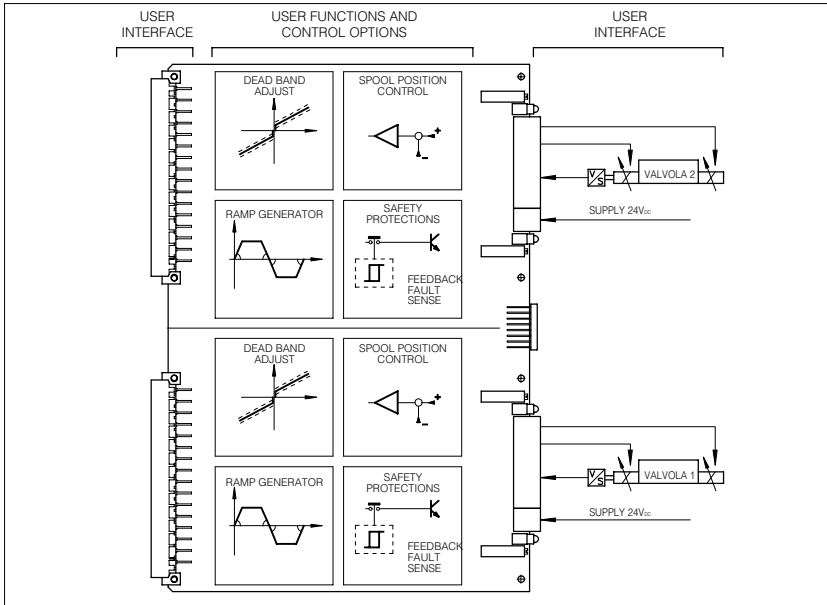 USER
INTERFACE
USER FUNCTIONS AND
CONTROL OPTIONS
USER
INTERFACE
DEAD BAND
ADJUST
SPOOL POSITION
CONTROL
+
-
V
S
VALVOLA 2
SUPPLY 24VDC
RAMP GENERATOR
SAFETY
PROTECTIONS
FEEDBACK
FAULT
SENSE
DEAD BAND
ADJUST
SPOOL POSITION
CONTROL
+
-
V
S
VALVOLA 1
SUPPLY 24VDC
RAMP GENERATOR
SAFETY
PROTECTIONS
FEEDBACK
FAULT
SENSE